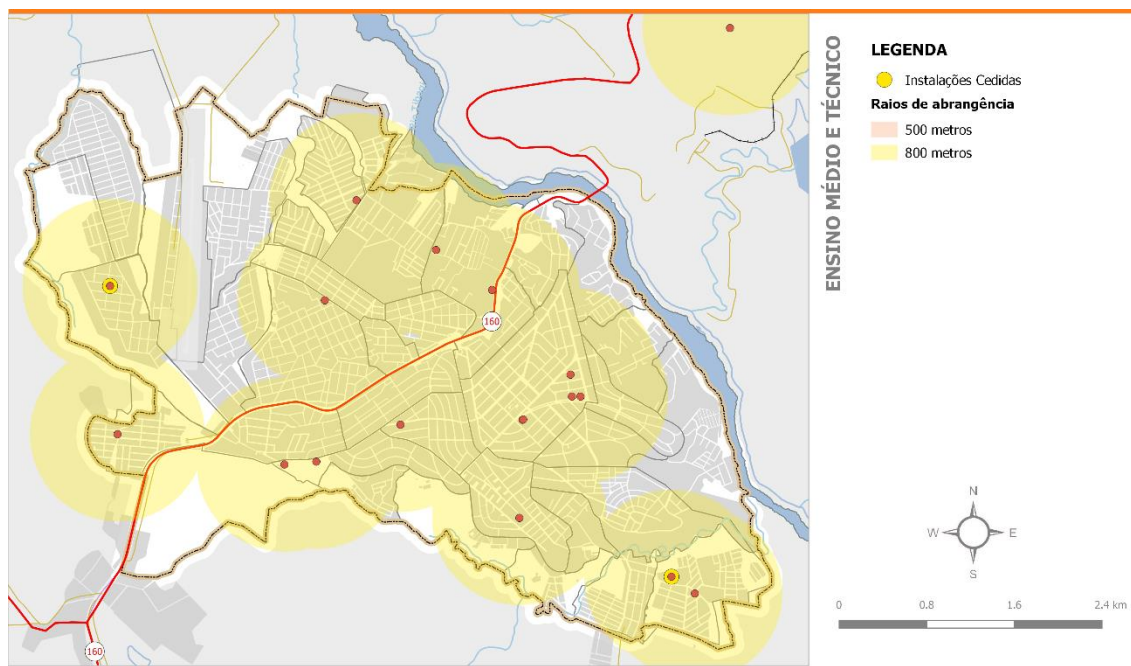 ENSINO MÉDIO E TÉCNICO
LEGENDA
Instalações Cedidas
Raios de abrangência
500 metros
800 metros
160
160
N
W E
S
0 0.8 1.6 2.4 km